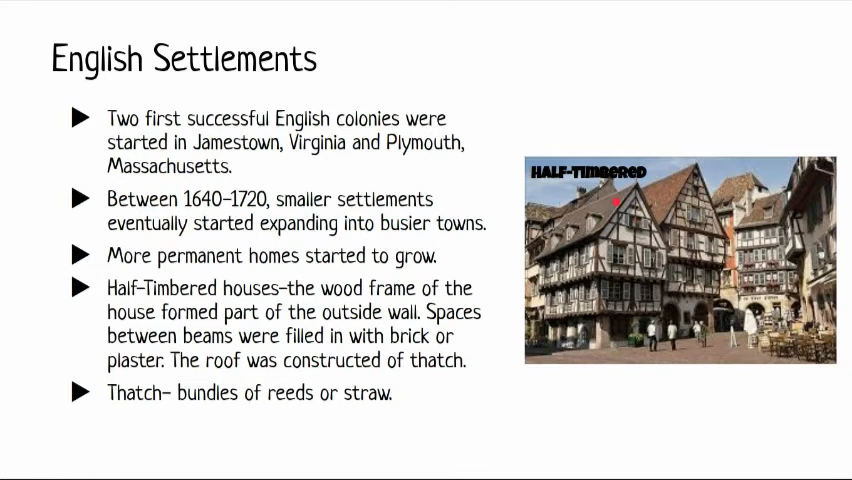 English Settlements
Two first successful English colonies were
started in Jamestown, Virginia and Plymouth,
Massachusetts.
Between 1640-1720, smaller settlements
eventually started expanding into busier towns.
More permanent homes started to grow.
Half-Timbered houses-the wood frame of the
house formed part of the outside wall. Spaces
between beams were filled in with brick or
plaster. The roof was constructed of thatch.
Thatch- bundles of reeds or straw.
HALF-TIMBERED